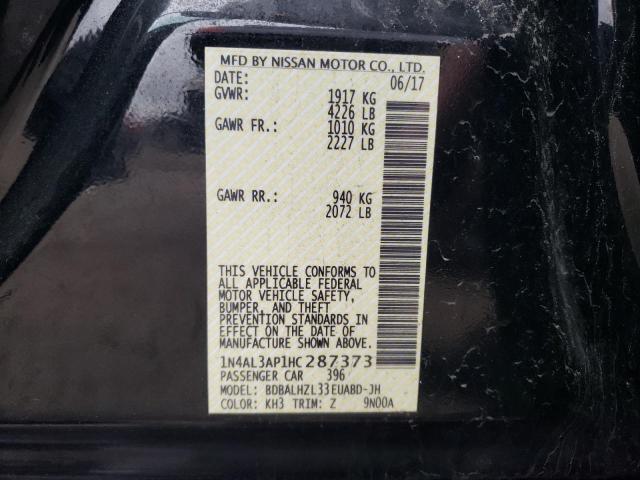 MFD BY NISSAN MOTOR CO., LTD.
DATE: 06/17
GVWR: 1917 KG
4226 LB
GAWR FR.: 1010 KG
2227 LB
GAWR RR.: 940 KG
2072 LB
THIS VEHICLE CONFORMS TO
ALL APPLICABLE FEDERAL
MOTOR VEHICLE SAFETY,
BUMPER, AND THEFT
PREVENTION STANDARDS IN
EFFECT ON THE DATE OF
MANUFACTURE SHOWN ABOVE.
1N4AL3AP1HC287373
PASSENGER CAR 396
MODEL: BDBALHZL33EUABD-JH
COLOR: KH3 TRIM: Z 9N00A